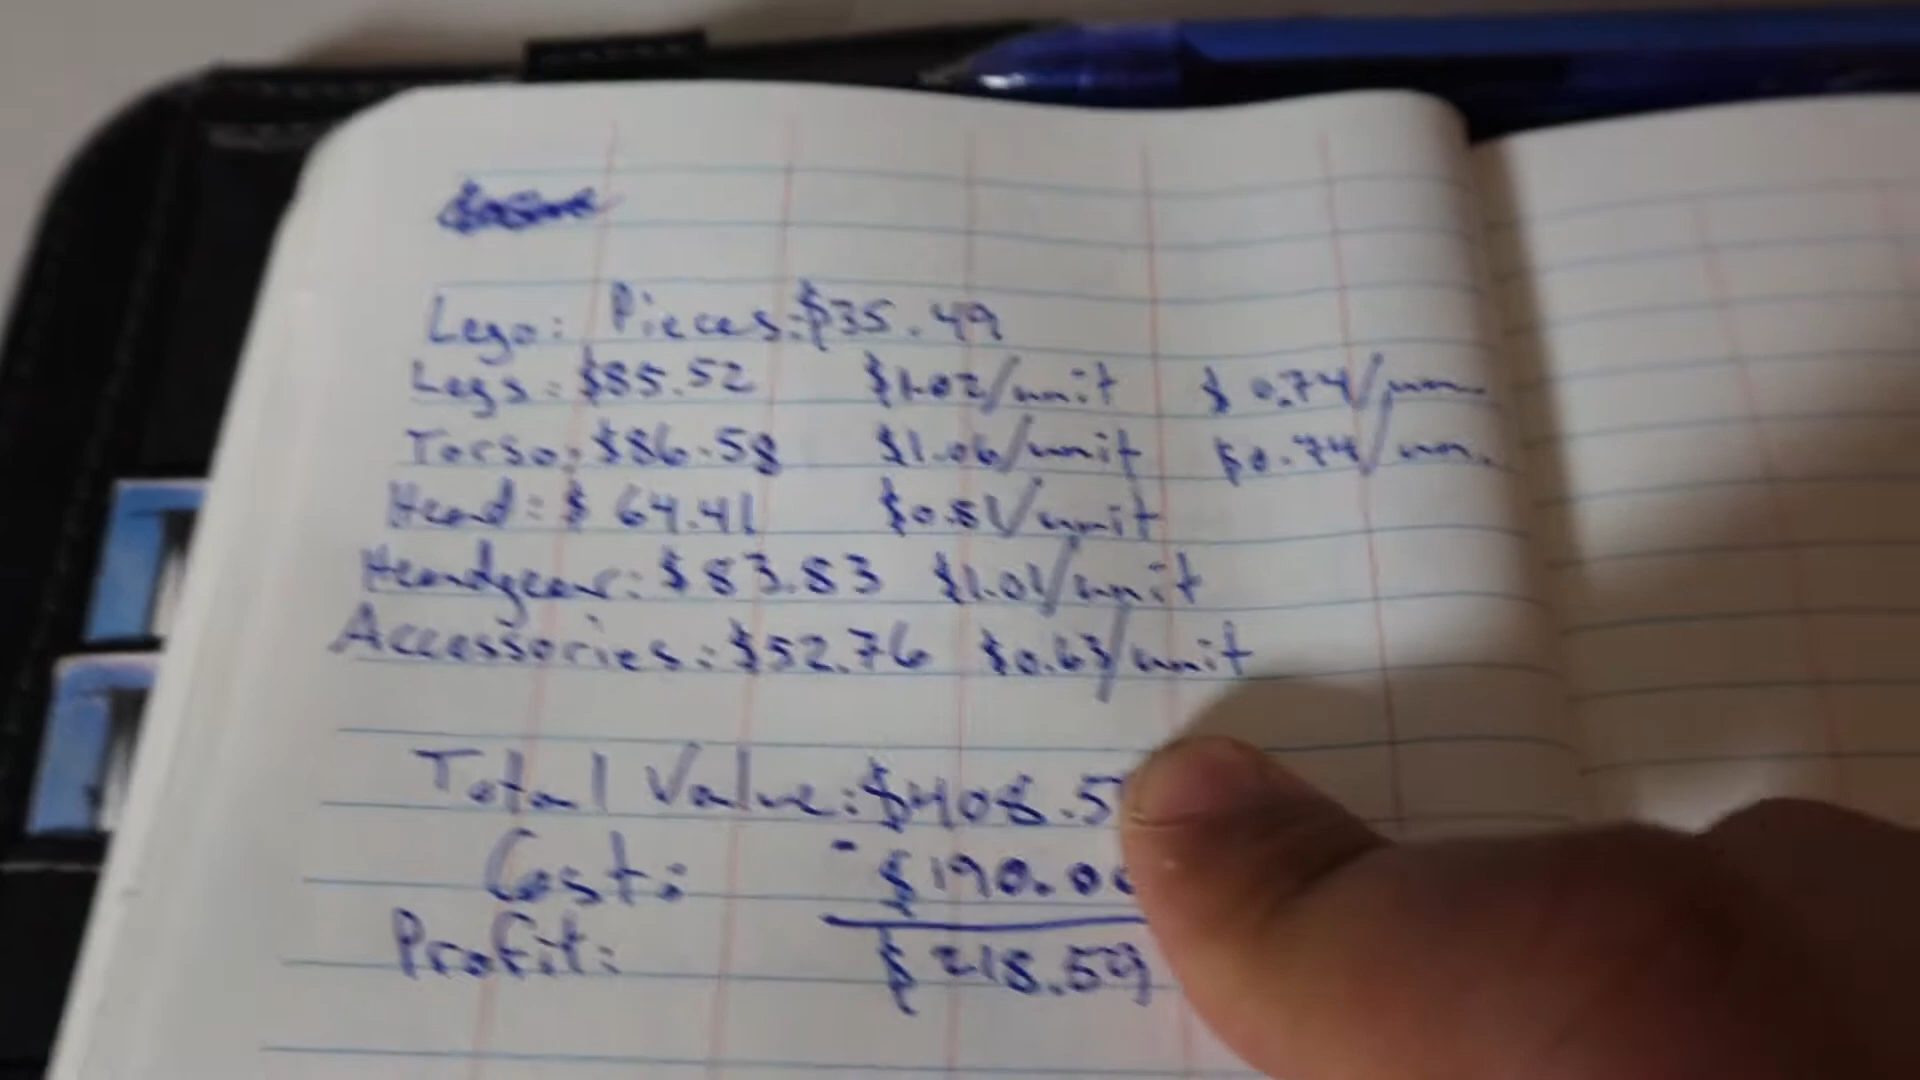 Lego: Pieces: $35.49
Legs: $85.52 $1.02/unit $0.74/
Torso: $86.58 $1.06/unit $0.74/
Head: $64.41 $0.81/unit
Headgear: $83.83 $1.01/unit
Accessories: $52.76 $0.63/unit
Total Value: $408.5
Cost: - $190.0
Profit: $218.59